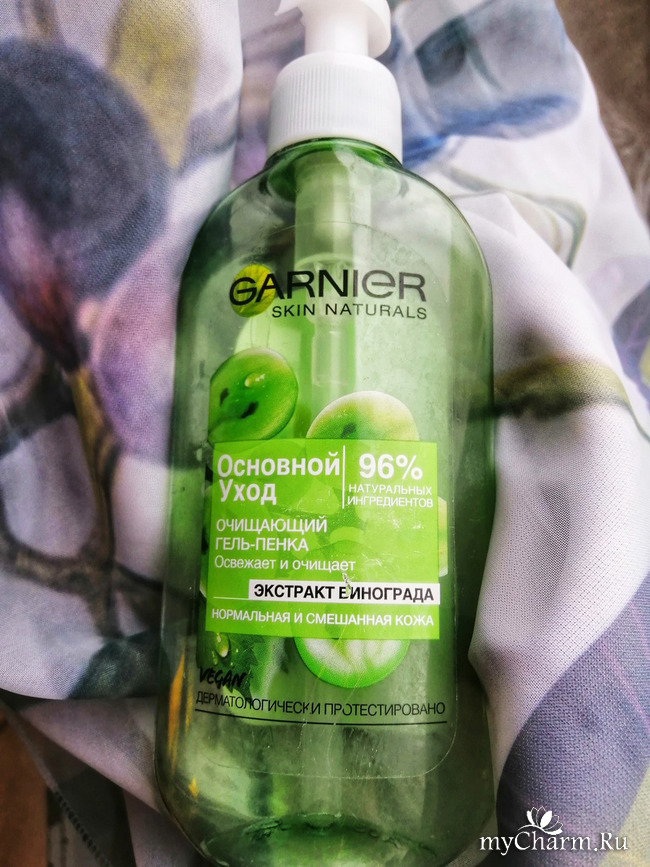 GARNIER
SKIN NATURALS
ОСНОВНОЙ
УХОД
96%
НАТУРАЛЬНЫХ
ИНГРЕДИЕНТОВ
ОЧИЩАЮЩИЙ
ГЕЛЬ-ПЕНКА
Освежает и очищает
ЭКСТРАКТ ВИНОГРАДА
НОРМАЛЬНАЯ И СМЕШАННАЯ КОЖА
VEGAN
ДЕРМАТОЛОГИЧЕСКИ ПРОТЕСТИРОВАНО
myCharm.Ru